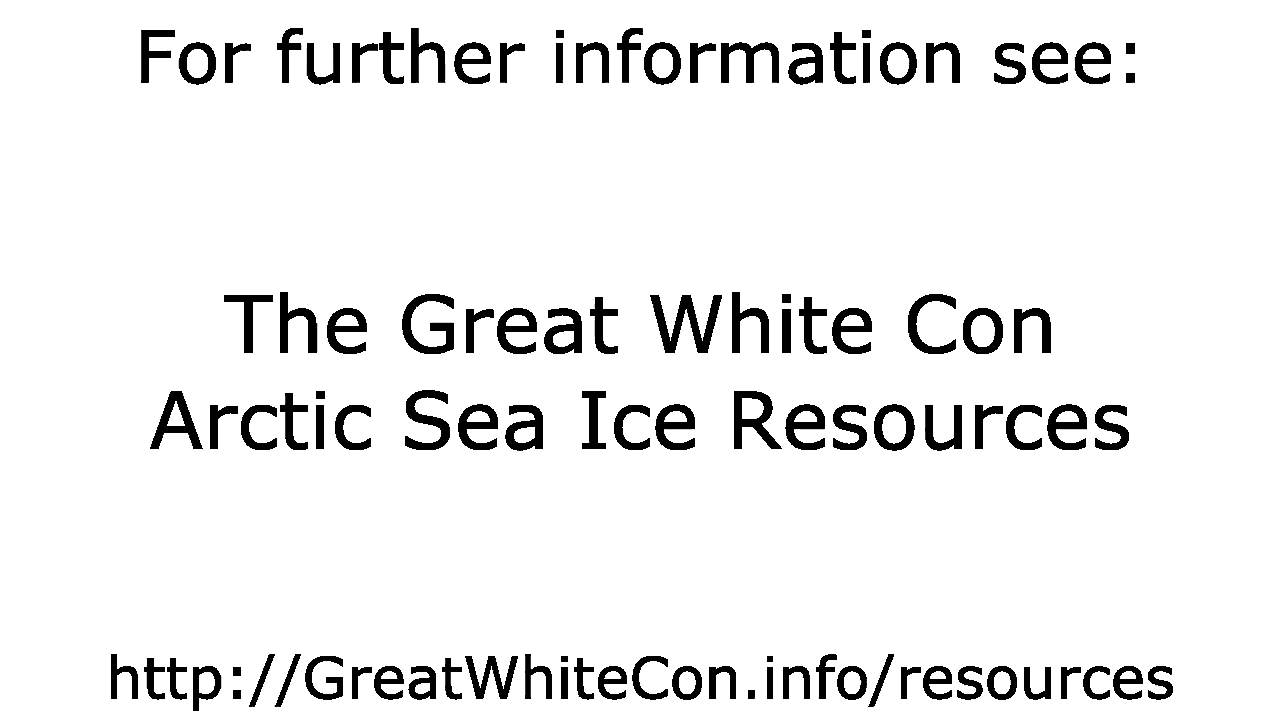 For further information see:
The Great White Con
Arctic Sea Ice Resources
http://GreatWhiteCon.info/resources